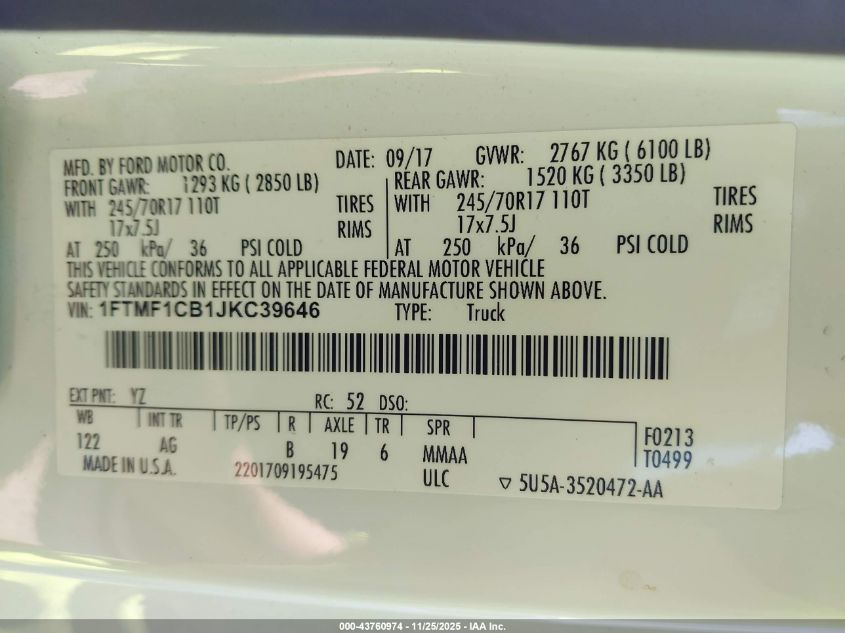 MFD. BY FORD MOTOR CO. DATE: 09/17 GVWR: 2767 KG ( 6100 LB)
FRONT GAWR: 1293 KG ( 2850 LB) REAR GAWR: 1520 KG ( 3350 LB)
WITH 245/70R17 110T TIRES WITH 245/70R17 110T TIRES
17x7.5J RIMS 17x7.5J RIMS
AT 250 kPa/ 36 PSI COLD AT 250 kPa/ 36 PSI COLD
THIS VEHICLE CONFORMS TO ALL APPLICABLE FEDERAL MOTOR VEHICLE
SAFETY STANDARDS IN EFFECT ON THE DATE OF MANUFACTURE SHOWN ABOVE.
VIN: 1FTMF1CB1JKC39646 TYPE: Truck
EXT PNT: YZ RC: 52 DSO:
WB INT TR TP/PS R AXLE TR SPR
122 AG B 19 6 MMAA F0213
T0499
MADE IN U.S.A. 2201709195475 ULC ▽ 5U5A-3520472-AA
000-43760974 - 11/25/2025 - IAA Inc.